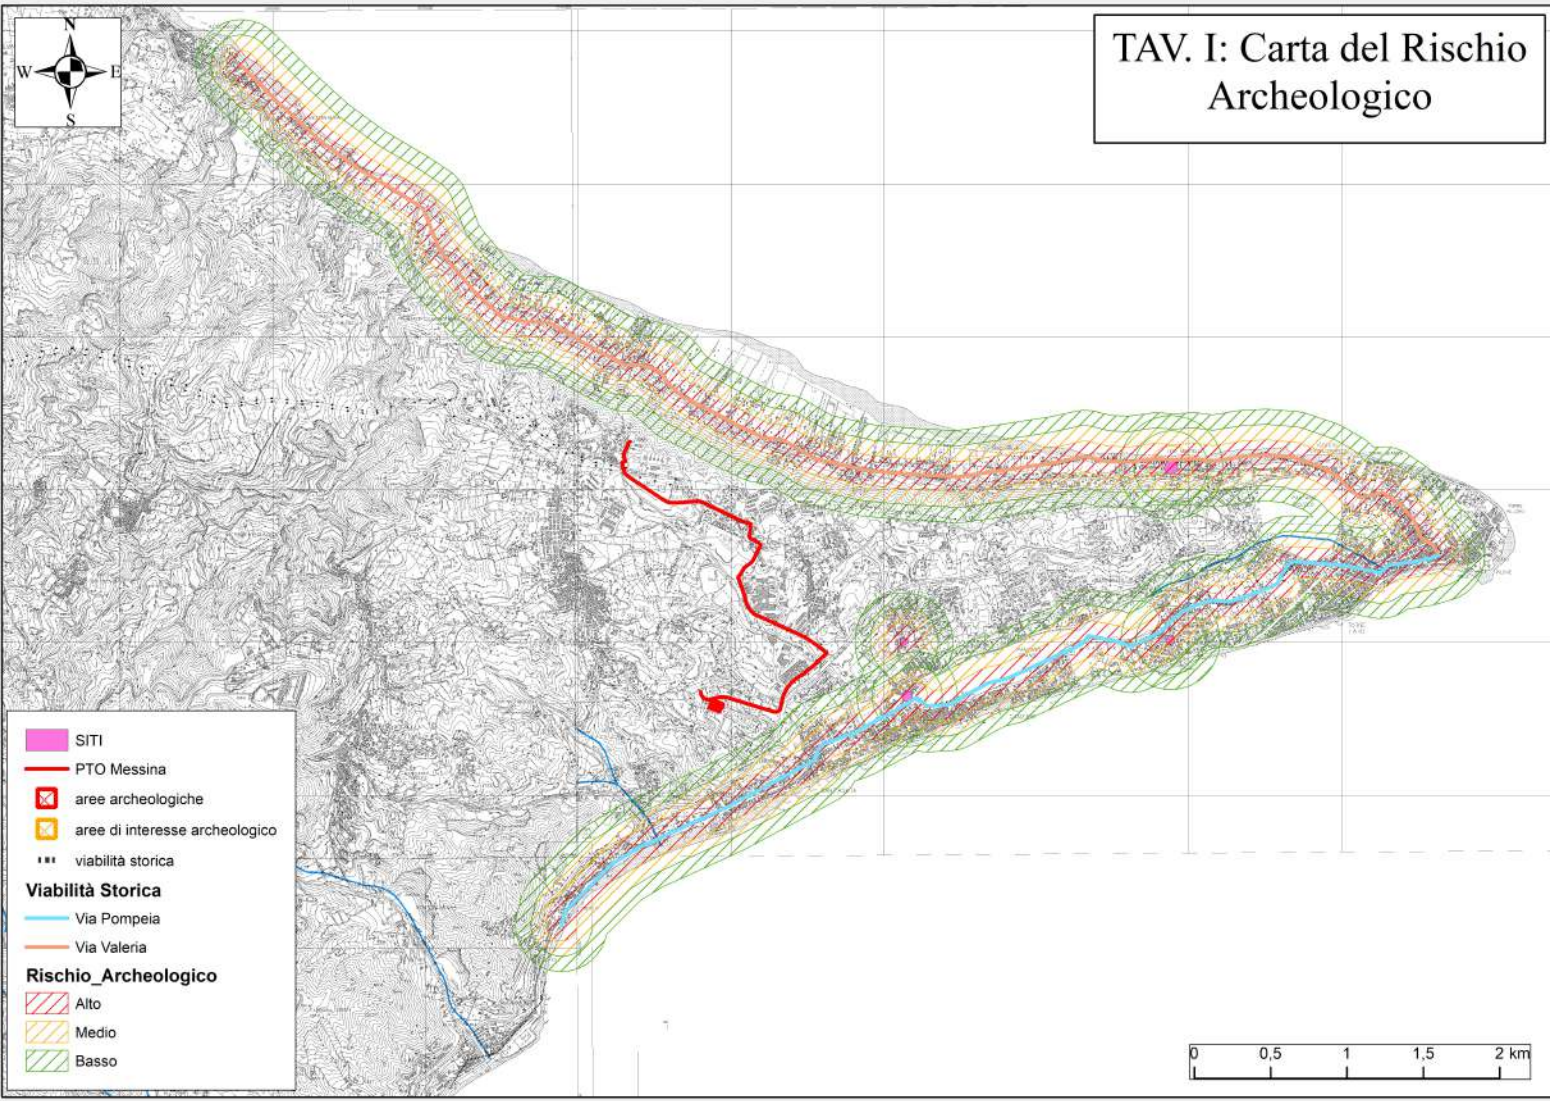 N
W E
S
TAV. I: Carta del Rischio
Archeologico
SITI
PTO Messina
aree archeologiche
aree di interesse archeologico
viabilità storica
Viabilità Storica
Via Pompeia
Via Valeria
Rischio_Archeologico
Alto
Medio
Basso
0 0,5 1 1,5 2 km